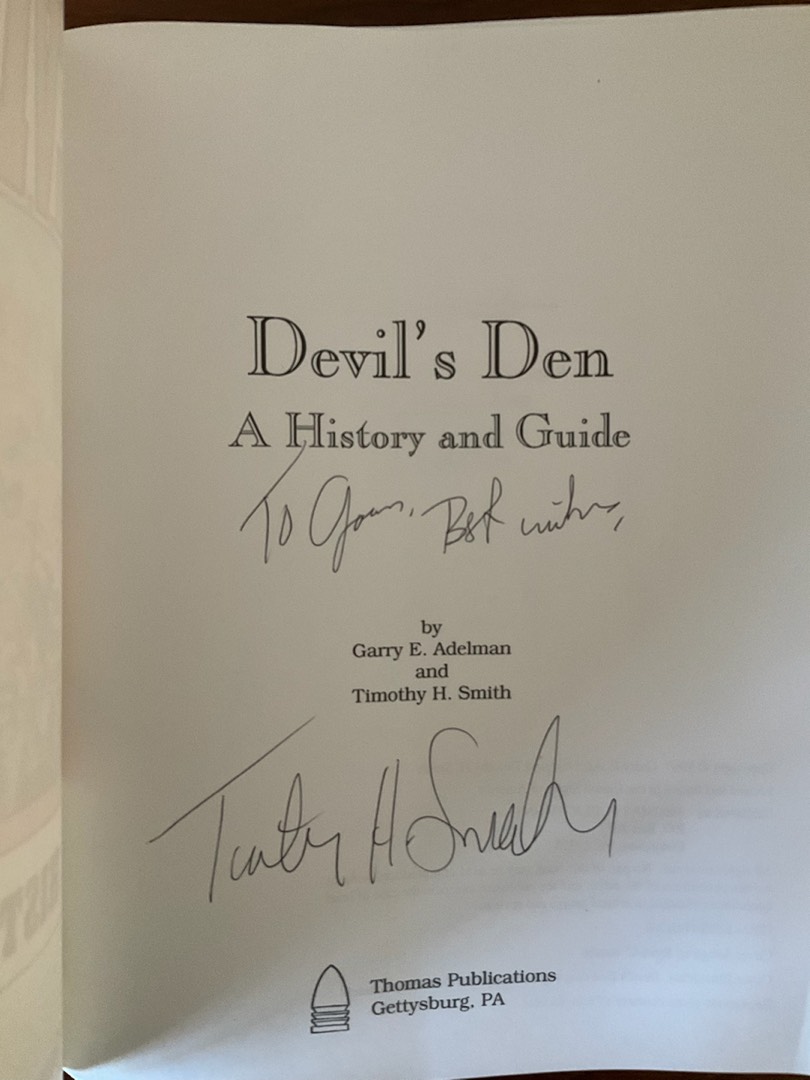 Devil's Den
A History and Guide
To Best wishes,
by
Garry E. Adelman
and
Timothy H. Smith
Timothy H. Smith
Thomas Publications
Gettysburg, PA